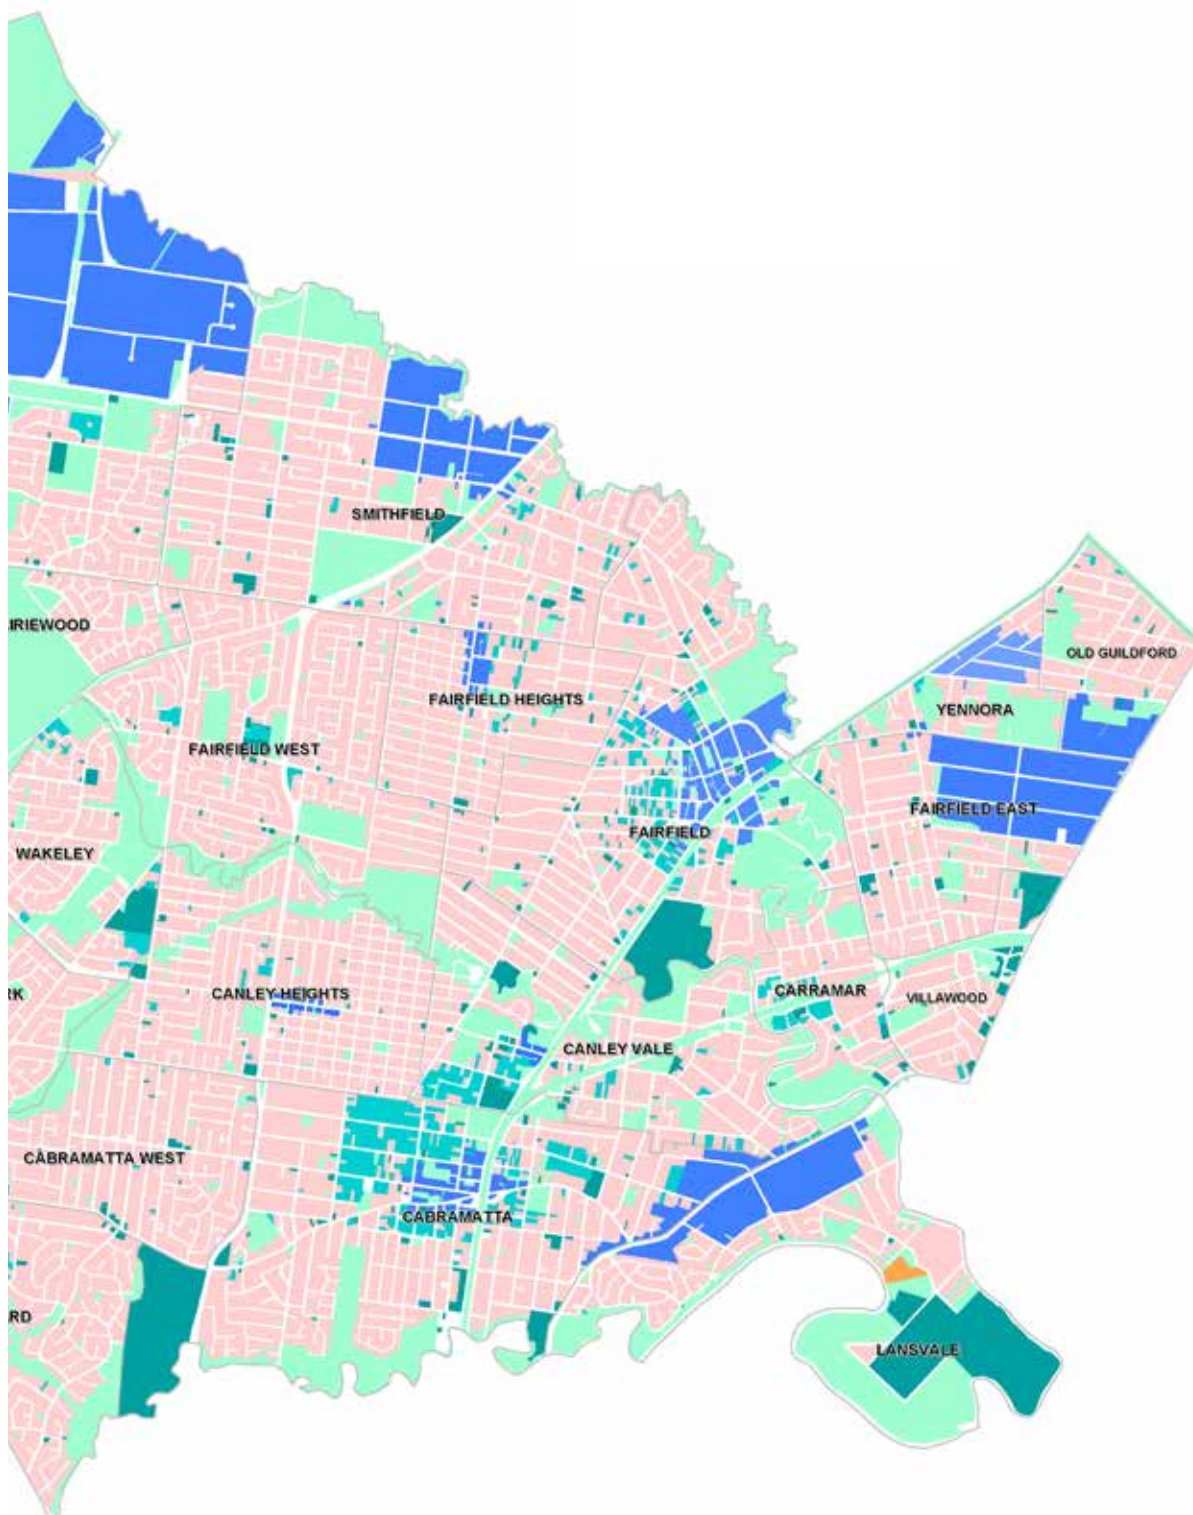 SMITHFIELD
IRIEWOOD
OLD GUILDFORD
FAIRFIELD HEIGHTS
YENNORA
FAIRFIELD WEST
FAIRFIELD EAST
FAIRFIELD
WAKELEY
RK
CANLEY HEIGHTS
CARRAMAR
VILLAWOOD
CANLEY VALE
CABRAMATTA WEST
CABRAMATTA
RD
LANSVALE